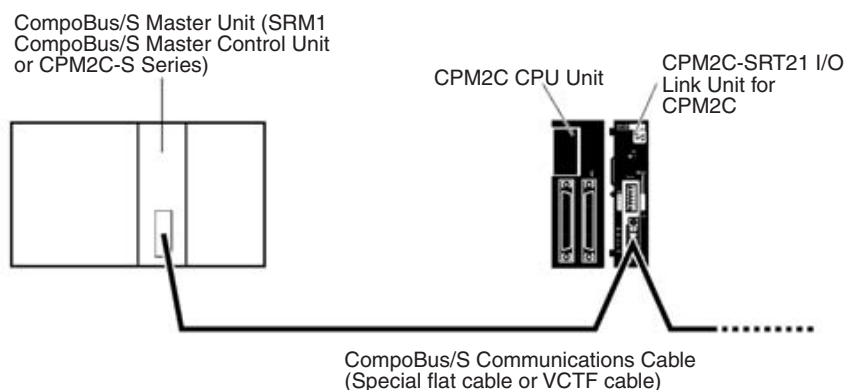 CompoBus/S Master Unit (SRM1
CompoBus/S Master Control Unit
or CPM2C-S Series)
CPM2C CPU Unit
CPM2C-SRT21 I/O
Link Unit for
CPM2C
CompoBus/S Communications Cable
(Special flat cable or VCTF cable)